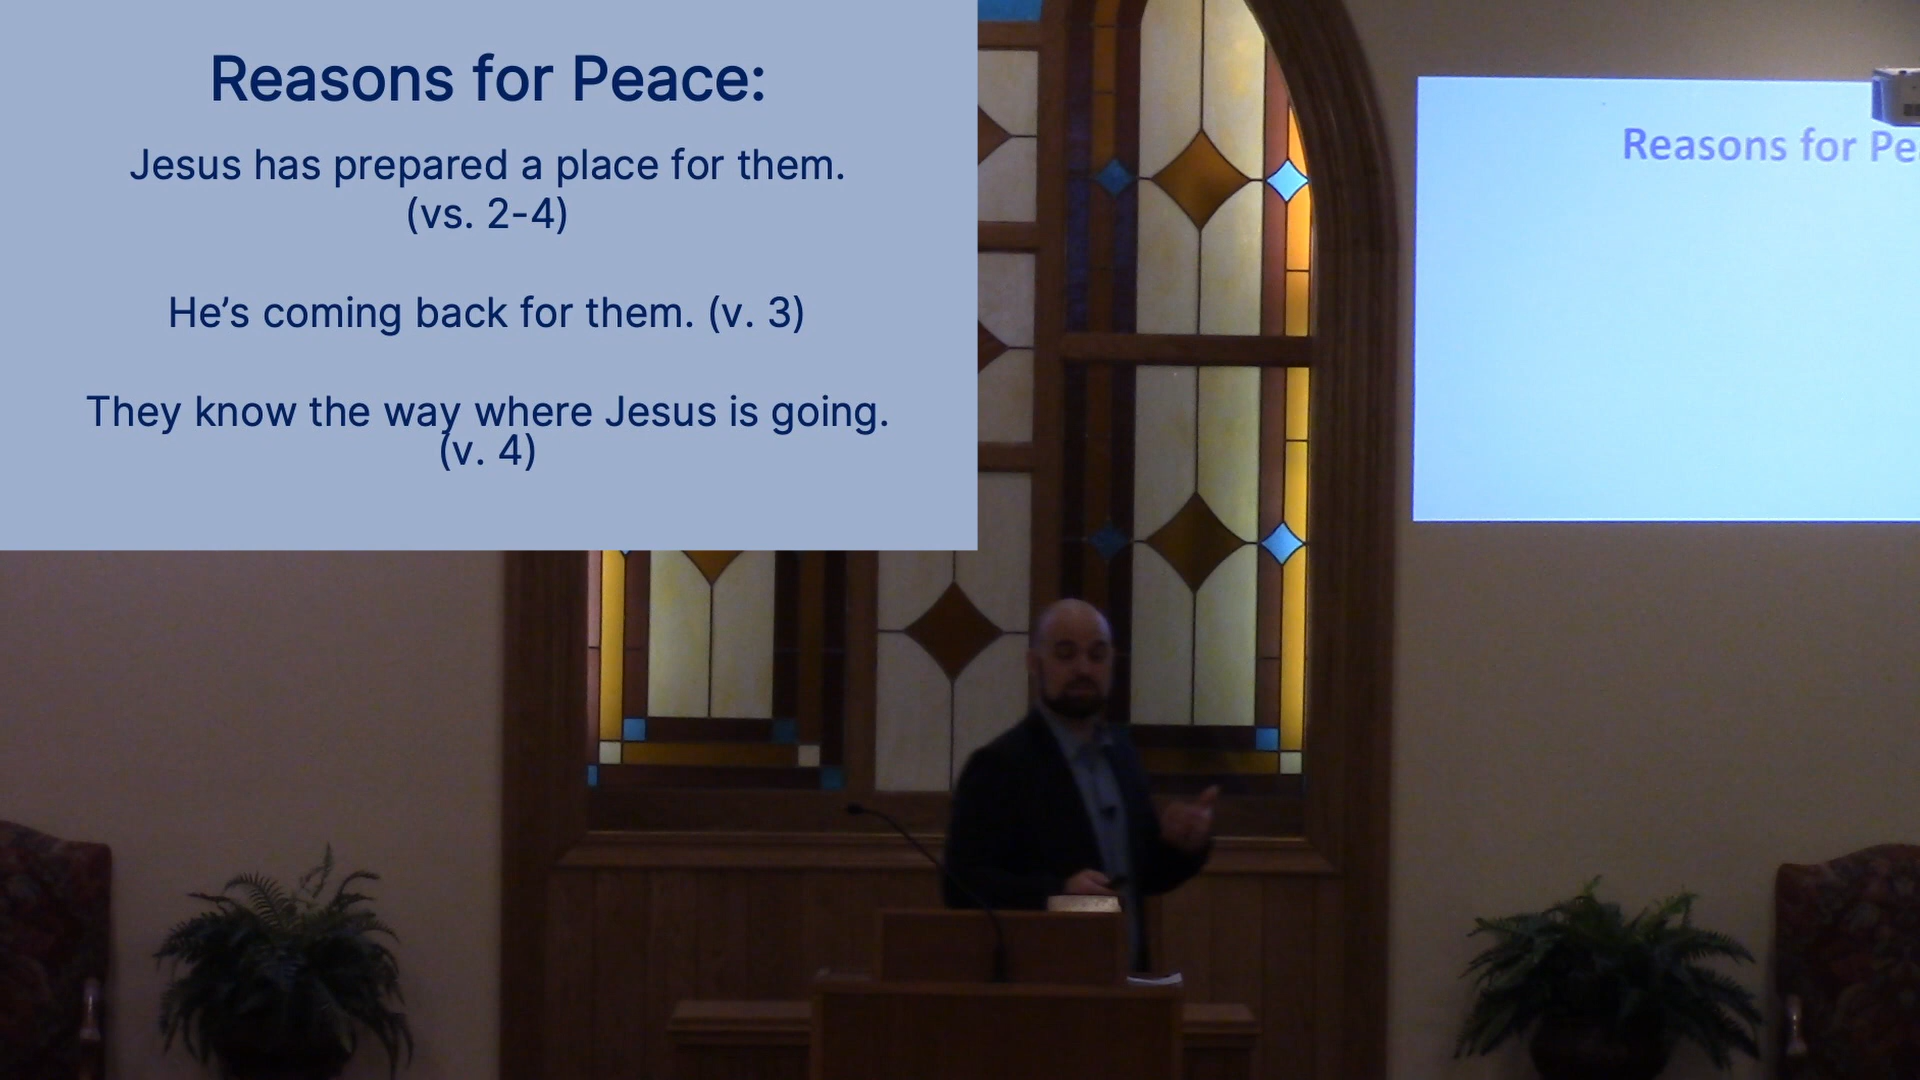 Reasons for Peace:
Jesus has prepared a place for them.
(vs. 2-4)
He’s coming back for them. (v. 3)
They know the way where Jesus is going.
(v. 4)
Reasons for Pe